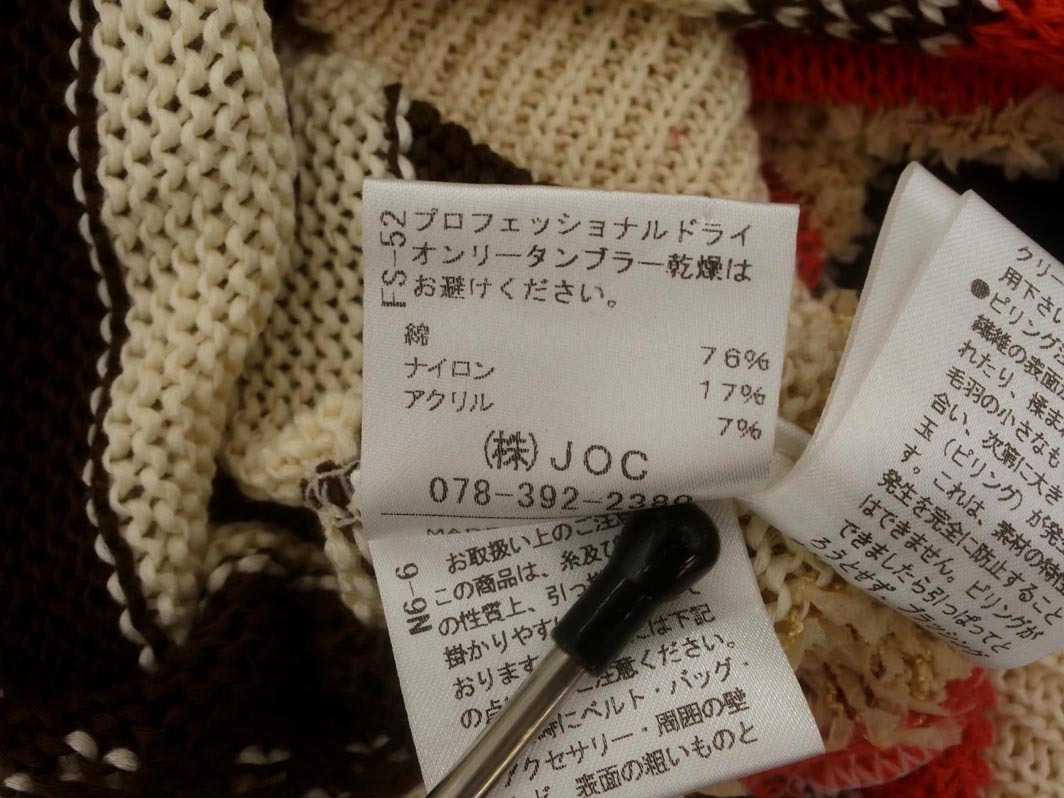 FS-52
プロフェッショナルドライ
オンリータンブラー乾燥は
お避けください。
綿 76%
ナイロン 17%
アクリル 7%
(株)JOC
078-392-238
N6-6
お取扱い上のご注意
この商品は、糸及び
の性質上、引っ
掛かりやす
おります ご注意ください。
の点 時にベルト・バッグ・
アクセサリー・周囲の壁
ど、表面の粗いものと
クリ
用下さい
●ピリング
繊維の表面が
れたり、揉ま
毛羽の小さなも
合い、次第に大き
玉(ピリング)が発
す。これは、素材の特
発生を完全に防止すること
はできません。ピリングが
できましたら引っぱってと
ろうとせず